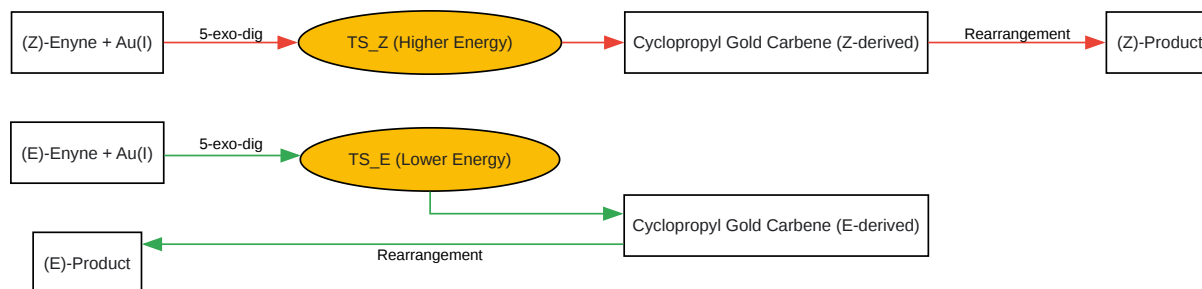 (Z)-Enyne + Au(I)
5-exo-dig
TS_Z (Higher Energy)
Cyclopropyl Gold Carbene (Z-derived)
Rearrangement
(Z)-Product
(E)-Enyne + Au(I)
5-exo-dig
TS_E (Lower Energy)
Cyclopropyl Gold Carbene (E-derived)
Rearrangement
(E)-Product